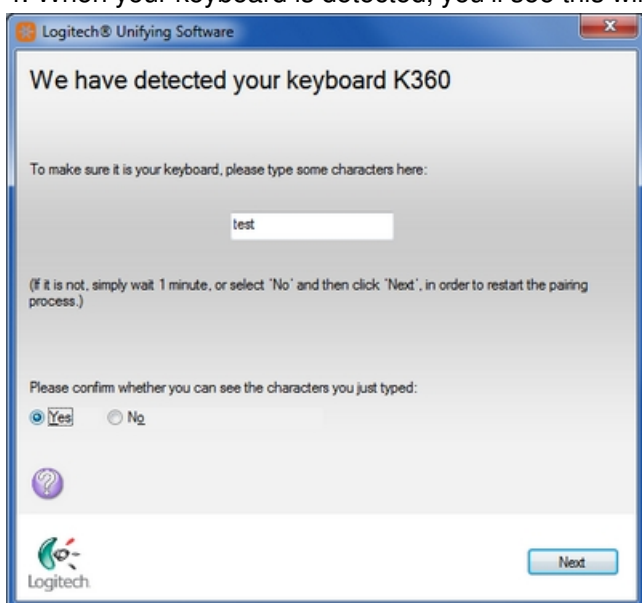 When your keyboard is detected, you'll see this wi
Logitech® Unifying Software
We have detected your keyboard K360
To make sure it is your keyboard, please type some characters here:
test
(If it is not, simply wait 1 minute, or select `No` and then click `Next`, in order to restart the pairing
process.)
Please confirm whether you can see the characters you just typed:
Yes No
?
Logitech
Next